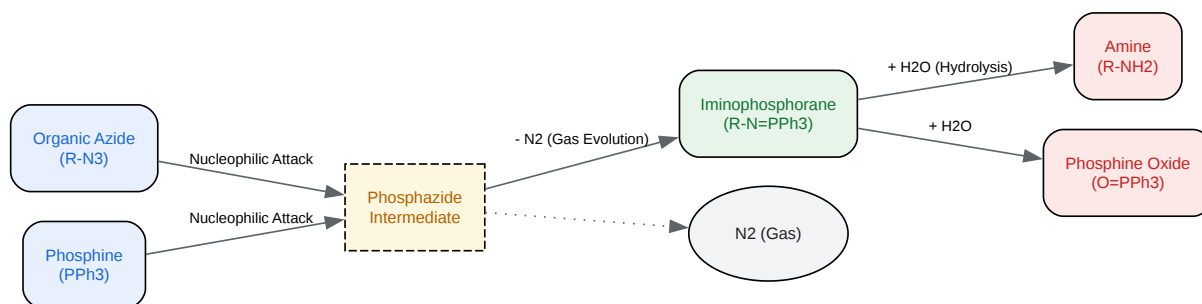 Organic Azide
(R-N3)
Nucleophilic Attack
Phosphine
(PPh3)
Nucleophilic Attack
Phosphazide
Intermediate
- N2 (Gas Evolution)
Iminophosphorane
(R-N=PPh3)
N2 (Gas)
+ H2O (Hydrolysis)
Amine
(R-NH2)
+ H2O
Phosphine Oxide
(O=PPh3)